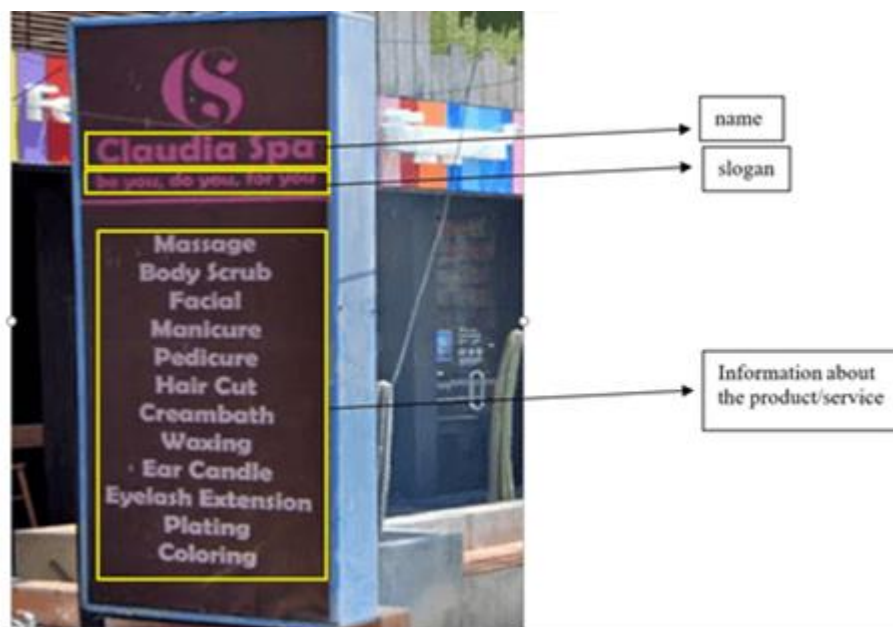 CS
Claudia Spa
be you, do you, for you
Massage
Body Scrub
Facial
Manicure
Pedicure
Hair Cut
Creambath
Waxing
Ear Candle
Eyelash Extension
Plating
Coloring
name
slogan
Information about
the product/service